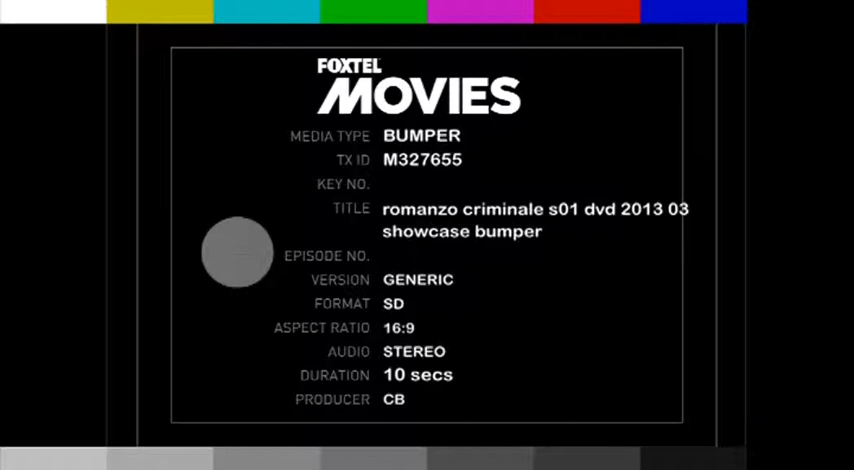 FOXTEL
MOVIES
MEDIA TYPE BUMPER
TX ID M327655
KEY NO.
TITLE romanzo criminale s01 dvd 2013 03
showcase bumper
EPISODE NO.
VERSION GENERIC
FORMAT SD
ASPECT RATIO 16:9
AUDIO STEREO
DURATION 10 secs
PRODUCER CB